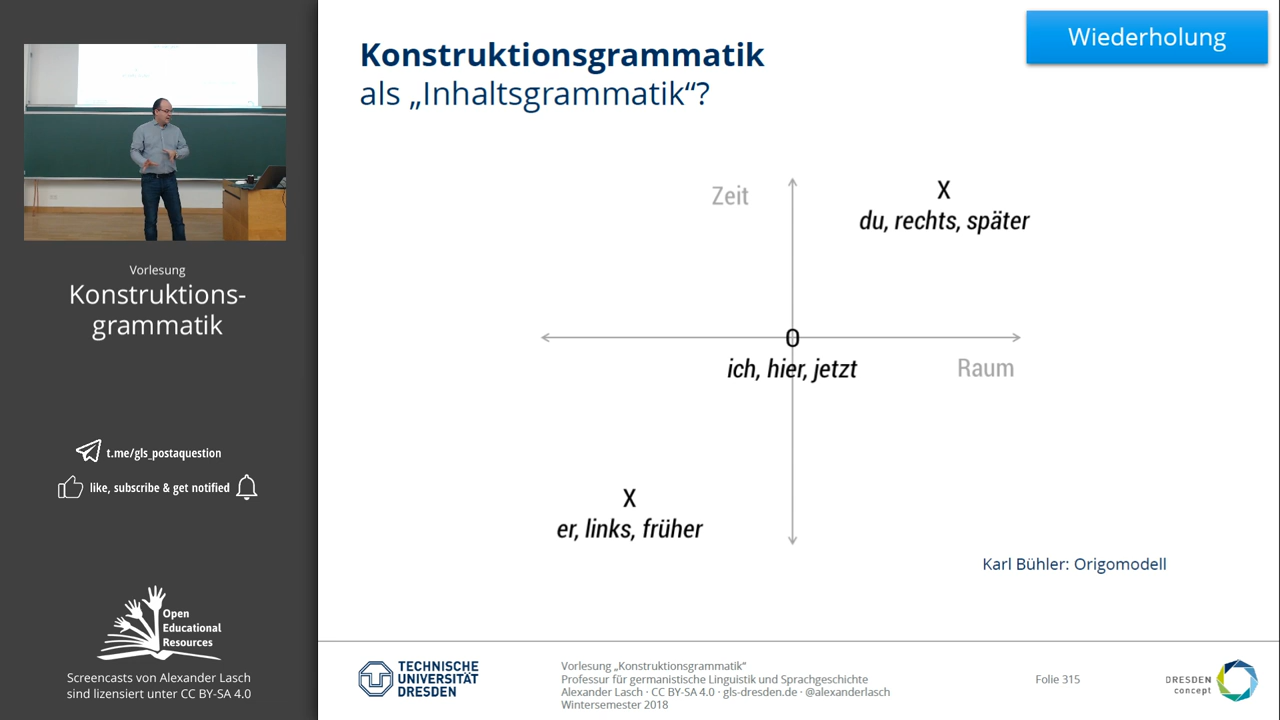 Vorlesung
Konstruktions-
grammatik
t.me/gls_postaquestion
like, subscribe & get notified
Open
Educational
Resources
Screencasts von Alexander Lasch
sind lizensiert unter CC BY-SA 4.0
Wiederholung
Konstruktionsgrammatik
als „Inhaltsgrammatik“?
Zeit
X
du, rechts, später
0
ich, hier, jetzt
Raum
X
er, links, früher
Karl Bühler: Origomodell
TECHNISCHE
UNIVERSITÄT
DRESDEN
Vorlesung „Konstruktionsgrammatik“
Professur für germanistische Linguistik und Sprachgeschichte
Alexander Lasch · CC BY-SA 4.0 · gls-dresden.de · @alexanderlasch
Wintersemester 2018
Folie 315
DRESDEN
concept